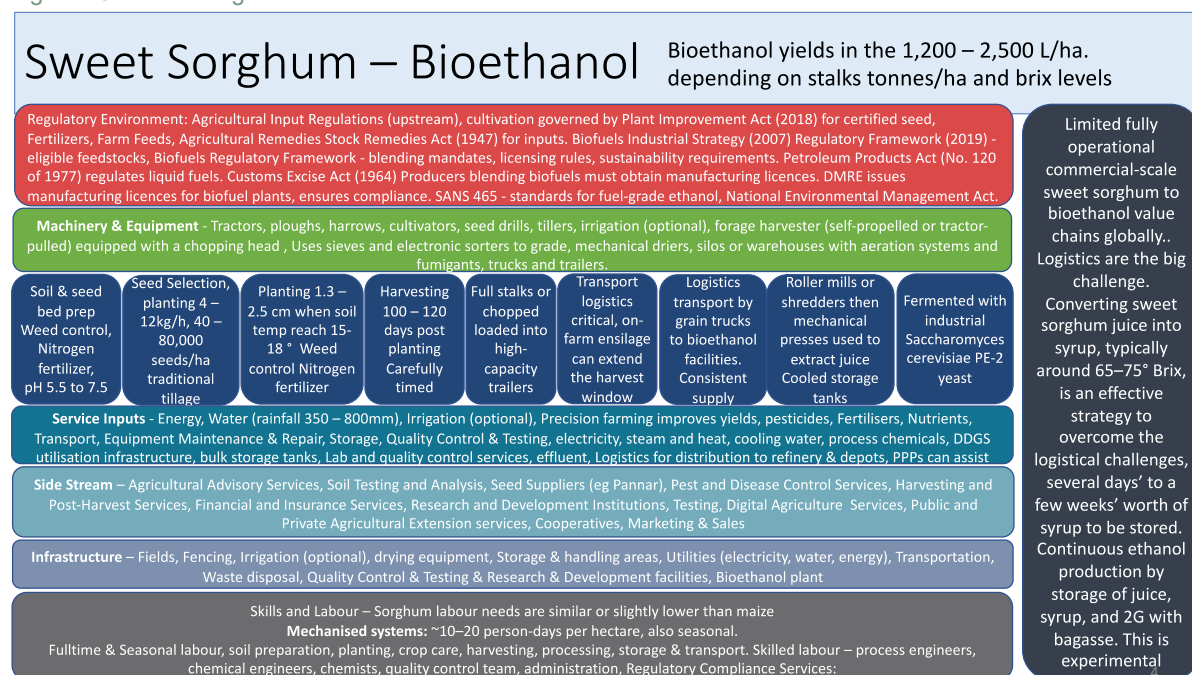 Sweet Sorghum – Bioethanol
Bioethanol yields in the 1,200 – 2,500 L/ha.
depending on stalks tonnes/ha and brix levels
Regulatory Environment: Agricultural Input Regulations (upstream), cultivation governed by Plant Improvement Act (2018) for certified seed,
Fertilizers, Farm Feeds, Agricultural Remedies Stock Remedies Act (1947) for inputs. Biofuels Industrial Strategy (2007) Regulatory Framework (2019) -
eligible feedstocks, Biofuels Regulatory Framework - blending mandates, licensing rules, sustainability requirements. Petroleum Products Act (No. 120
of 1977) regulates liquid fuels. Customs Excise Act (1964) Producers blending biofuels must obtain manufacturing licences. DMRE issues
manufacturing licences for biofuel plants, ensures compliance. SANS 465 - standards for fuel-grade ethanol, National Environmental Management Act.
Machinery & Equipment - Tractors, ploughs, harrows, cultivators, seed drills, tillers, irrigation (optional), forage harvester (self-propelled or tractor-
pulled) equipped with a chopping head , Uses sieves and electronic sorters to grade, mechanical driers, silos or warehouses with aeration systems and
fumigants, trucks and trailers.
Soil & seed
bed prep
Weed control,
Nitrogen
fertilizer,
pH 5.5 to 7.5
Seed Selection,
planting 4 –
12kg/h, 40 –
80,000
seeds/ha
traditional
tillage
Planting 1.3 –
2.5 cm when soil
temp reach 15-
18 ° Weed
control Nitrogen
fertilizer
Harvesting
100 – 120
days post
planting
Carefully
timed
Full stalks or
chopped
loaded into
high-
capacity
trailers
Transport
logistics
critical, on-
farm ensilage
can extend
the harvest
window
Logistics
transport by
grain trucks
to bioethanol
facilities.
Consistent
supply
Roller mills or
shredders then
mechanical
presses used to
extract juice
Cooled storage
tanks
Fermented with
industrial
Saccharomyces
cerevisiae PE-2
yeast
Service Inputs - Energy, Water (rainfall 350 – 800mm), Irrigation (optional), Precision farming improves yields, pesticides, Fertilisers, Nutrients,
Transport, Equipment Maintenance & Repair, Storage, Quality Control & Testing, electricity, steam and heat, cooling water, process chemicals, DDGS
utilisation infrastructure, bulk storage tanks, Lab and quality control services, effluent, Logistics for distribution to refinery & depots, PPPs can assist
Side Stream – Agricultural Advisory Services, Soil Testing and Analysis, Seed Suppliers (eg Pannar), Pest and Disease Control Services, Harvesting and
Post-Harvest Services, Financial and Insurance Services, Research and Development Institutions, Testing, Digital Agriculture Services, Public and
Private Agricultural Extension services, Cooperatives, Marketing & Sales
Infrastructure – Fields, Fencing, Irrigation (optional), drying equipment, Storage & handling areas, Utilities (electricity, water, energy), Transportation,
Waste disposal, Quality Control & Testing & Research & Development facilities, Bioethanol plant
Skills and Labour – Sorghum labour needs are similar or slightly lower than maize
Mechanised systems: ~10–20 person-days per hectare, also seasonal.
Fulltime & Seasonal labour, soil preparation, planting, crop care, harvesting, processing, storage & transport. Skilled labour – process engineers,
chemical engineers, chemists, quality control team, administration, Regulatory Compliance Services:
Limited fully
operational
commercial-scale
sweet sorghum to
bioethanol value
chains globally..
Logistics are the big
challenge.
Converting sweet
sorghum juice into
syrup, typically
around 65–75° Brix,
is an effective
strategy to
overcome the
logistical challenges,
several days’ to a
few weeks’ worth of
syrup to be stored.
Continuous ethanol
production by
storage of juice,
syrup, and 2G with
bagasse. This is
experimental
4